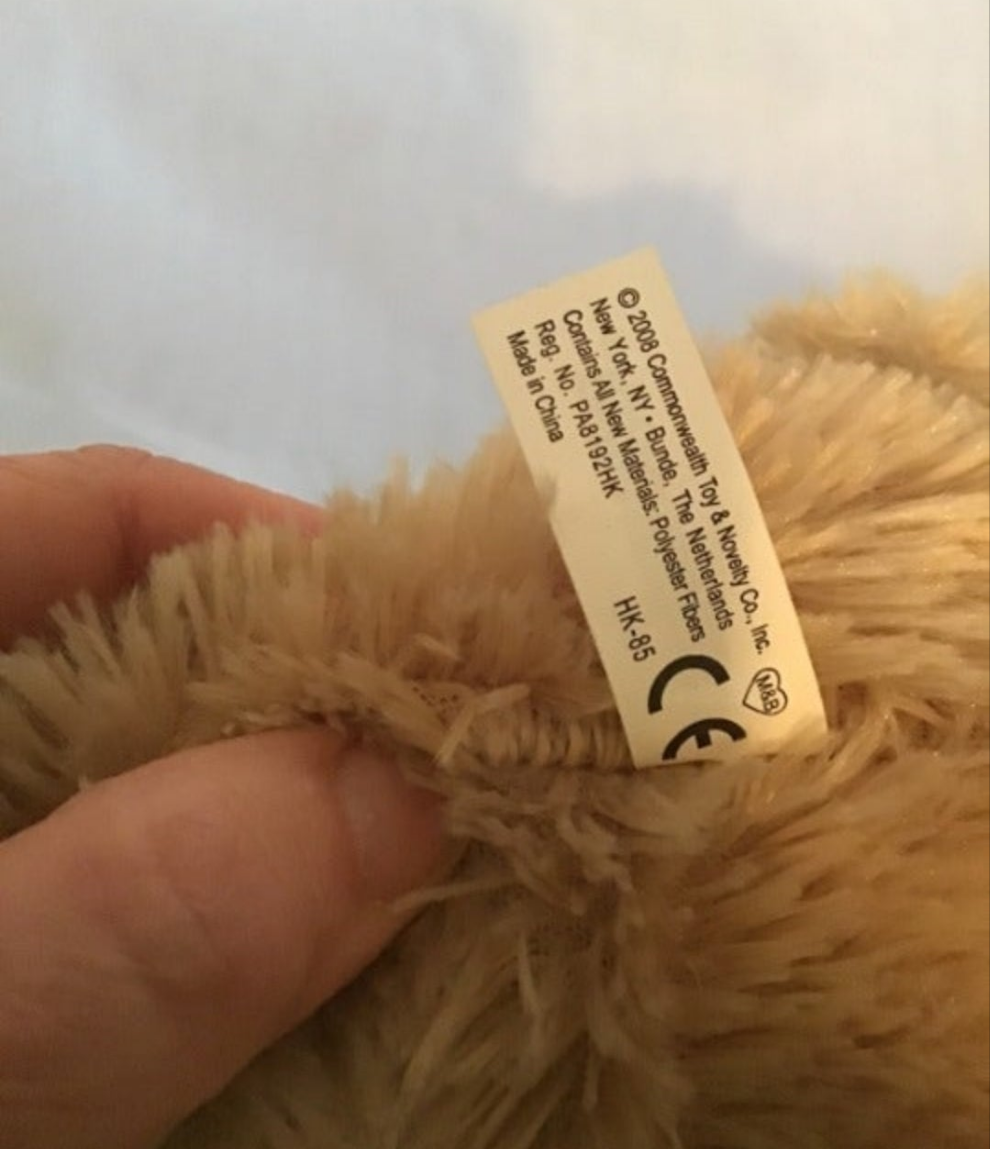 © 2008 Commonwealth Toy & Novelty Co., Inc.
New York, NY • Bunde, The Netherlands
Contains All New Materials: Polyester Fibers
Reg. No. PA8192HK
Made in China
HK-85
CE
M&B